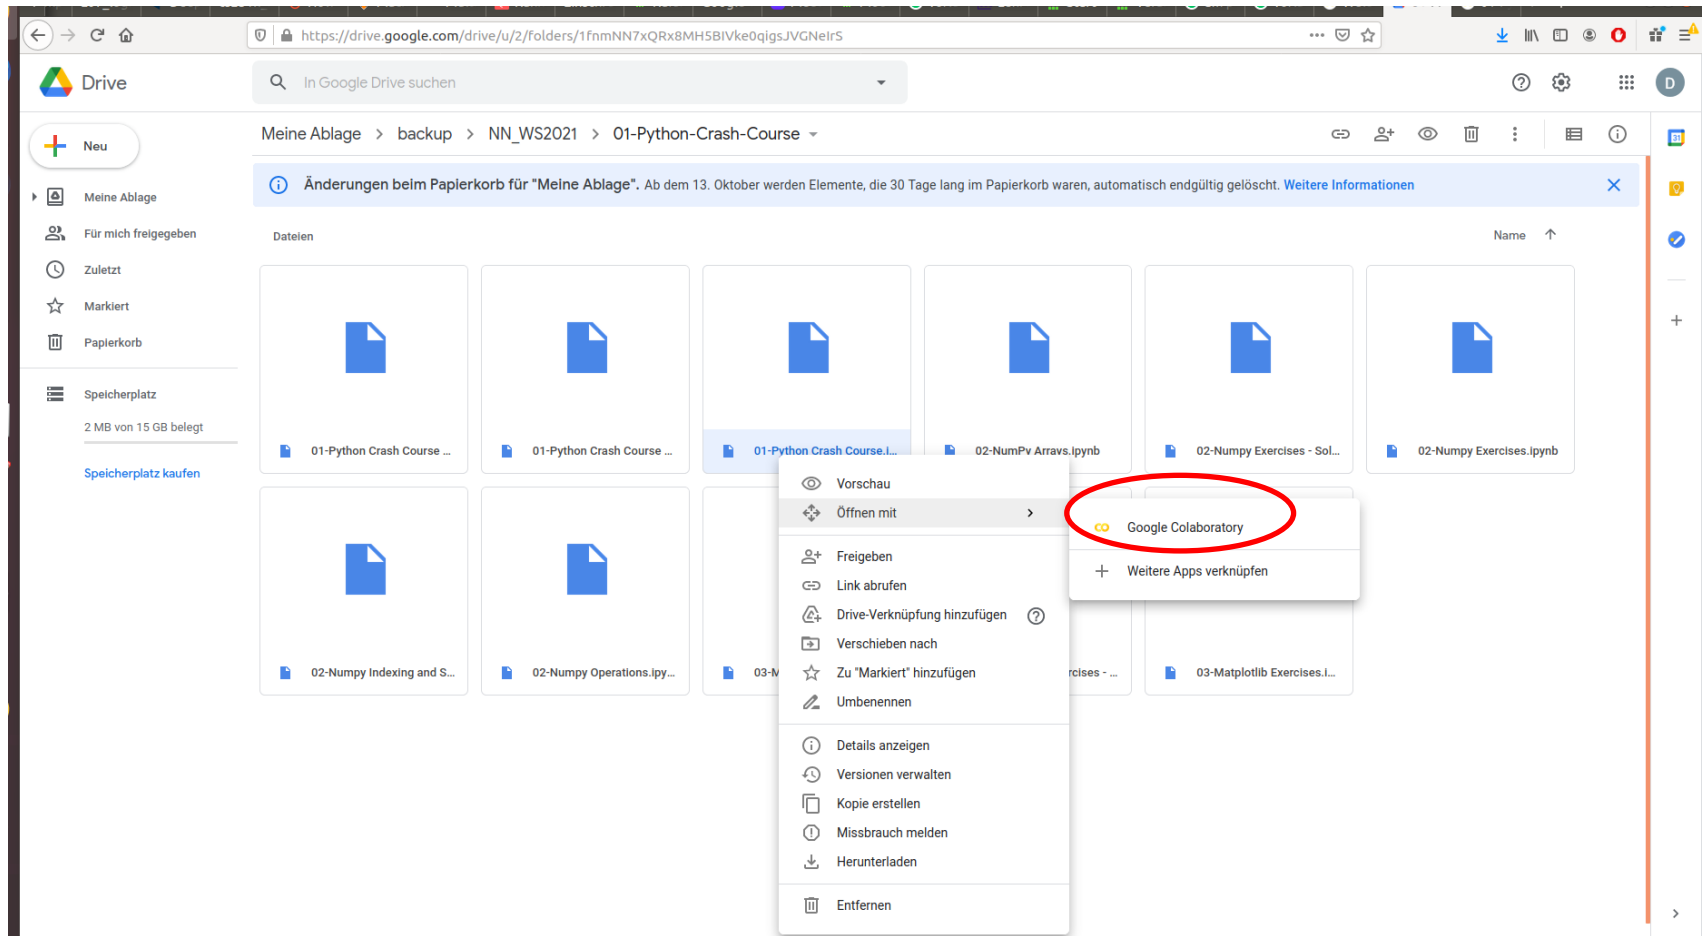 https://drive.google.com/drive/u/2/folders/1fnmNN7xQRx8MH5BIVke0qigsJVGNeIrS
Drive
In Google Drive suchen
D
Neu
Meine Ablage > backup > NN_WS2021 > 01-Python-Crash-Course
Änderungen beim Papierkorb für "Meine Ablage". Ab dem 13. Oktober werden Elemente, die 30 Tage lang im Papierkorb waren, automatisch endgültig gelöscht. Weitere Informationen
Meine Ablage
Für mich freigegeben
Zuletzt
Markiert
Papierkorb
Speicherplatz
2 MB von 15 GB belegt
Speicherplatz kaufen
Dateien
Name
01-Python Crash Course ...
01-Python Crash Course ...
01-Python Crash Course.i...
02-NumPy Arrays.ipynb
02-Numpy Exercises - Sol...
02-Numpy Exercises.ipynb
02-Numpy Indexing and S...
02-Numpy Operations.ipy...
03-M
rcises - ...
03-Matplotlib Exercises.i...
Vorschau
Öffnen mit
Freigeben
Link abrufen
Drive-Verknüpfung hinzufügen
Verschieben nach
Zu "Markiert" hinzufügen
Umbenennen
Details anzeigen
Versionen verwalten
Kopie erstellen
Missbrauch melden
Herunterladen
Entfernen
Google Colaboratory
Weitere Apps verknüpfen
31